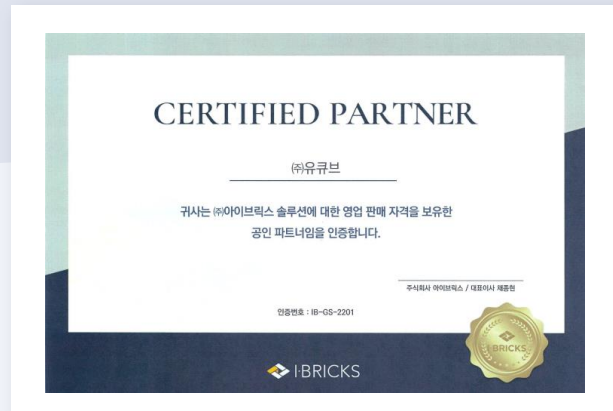 CERTIFIED PARTNER
㈜유큐브
귀사는 ㈜아이브릭스 솔루션에 대한 영업 판매 자격을 보유한
공인 파트너임을 인증합니다.
주식회사 아이브릭스 / 대표이사 채종현
인증번호 : IB-GS-2201
I·BRICKS
I·BRICKS